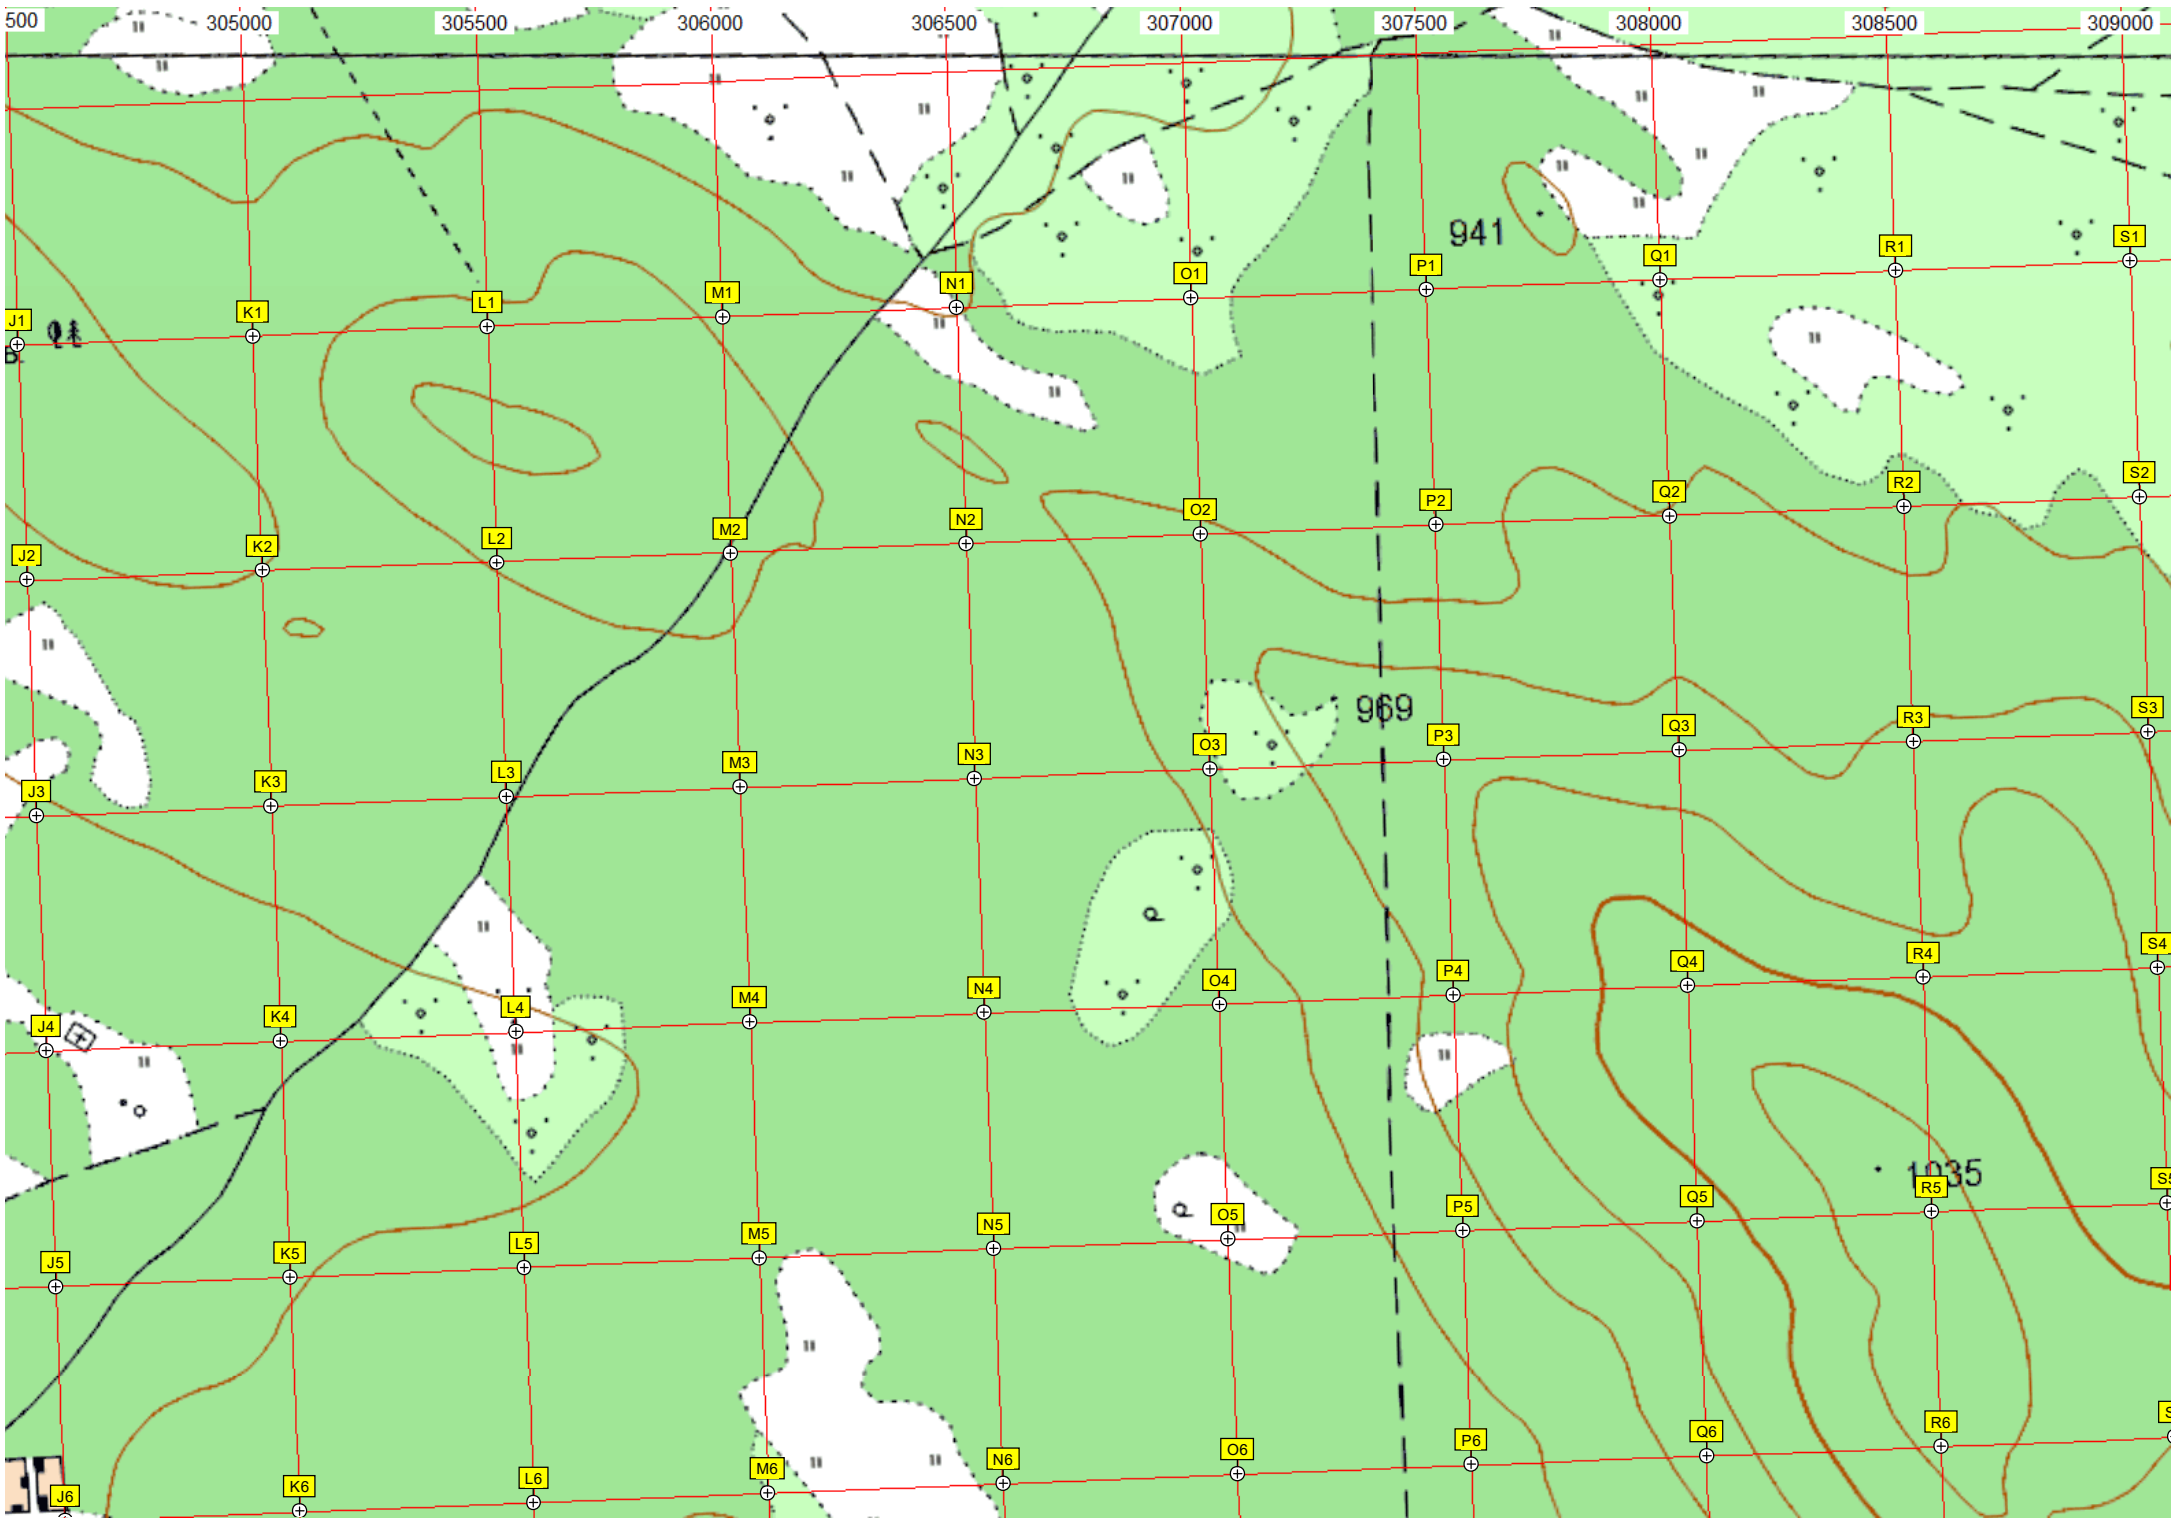 500 305000 305500 306000 306500 307000 307500 308000 308500 309000
941
J1 K1 L1 M1 N1 O1 P1 Q1 R1 S1
J2 K2 L2 M2 N2 O2 P2 Q2 R2 S2
969
J3 K3 L3 M3 N3 O3 P3 Q3 R3 S3
J4 K4 L4 M4 N4 O4 P4 Q4 R4 S4
1035
J5 K5 L5 M5 N5 O5 P5 Q5 R5 S5
J6 K6 L6 M6 N6 O6 P6 Q6 R6